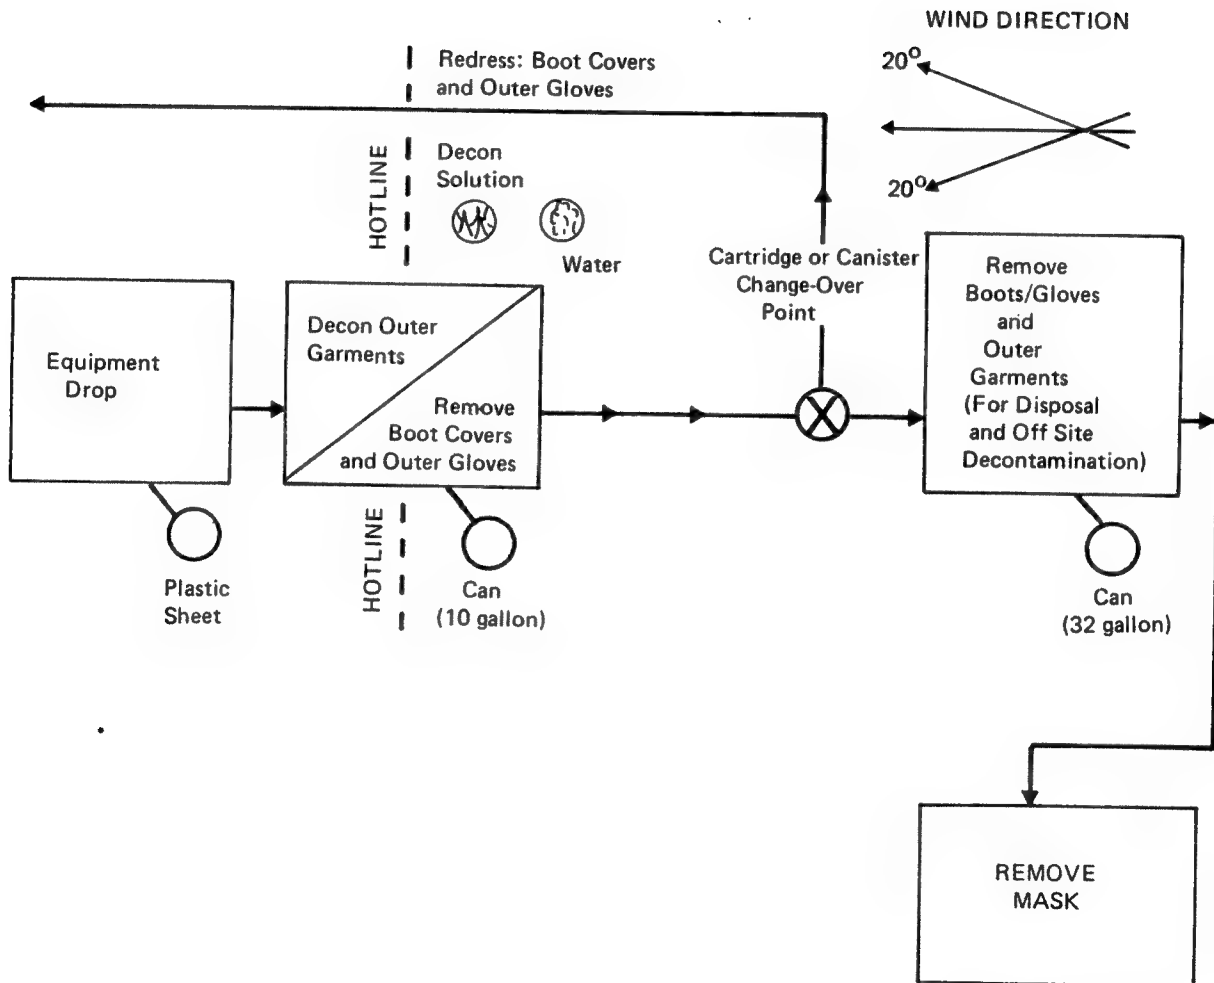 WIND DIRECTION
20°
20°
Redress: Boot Covers
and Outer Gloves
HOTLINE
Decon
Solution
Water
Cartridge or Canister
Change-Over
Point
Equipment
Drop
Decon Outer
Garments
Remove
Boot Covers
and Outer Gloves
X
Remove
Boots/Gloves
and
Outer
Garments
(For Disposal
and Off Site
Decontamination)
Plastic
Sheet
HOTLINE
Can
(10 gallon)
Can
(32 gallon)
REMOVE
MASK